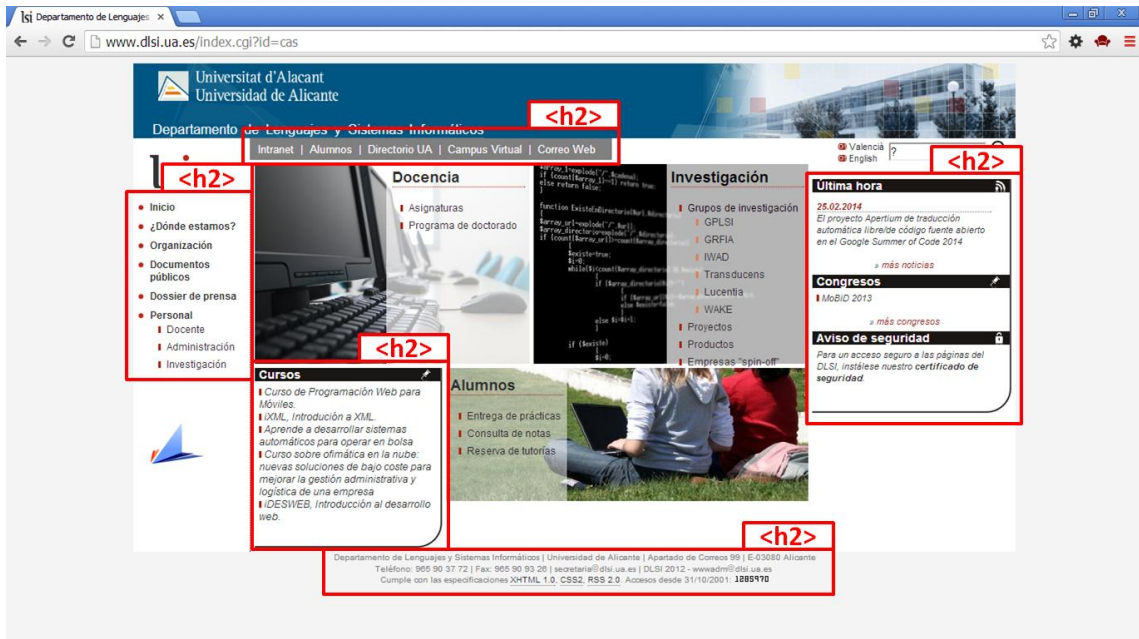 lsi Departamento de Lenguajes
www.dlsi.ua.es/index.cgi?id=cas
Universitat d'Alacant
Universidad de Alicante
Departamento de Lenguajes y Sistemas Informáticos
<h2>
Intranet | Alumnos | Directorio UA | Campus Virtual | Correo Web
Valencià
English
?
<h2>
Inicio
¿Dónde estamos?
Organización
Documentos
públicos
Dossier de prensa
Personal
Docente
Administración
Investigación
Docencia
Asignaturas
Programa de doctorado
function ExisteEnDirectorio($url, $directorio)
{
$existe=true;
$i=0;
if ($existe)
{
$i=0;
Investigación
Grupos de investigación
GPLSI
GRFIA
IWAD
Transducens
Lucentia
WAKE
Proyectos
Productos
Empresas "spin-off"
<h2>
Última hora
25.02.2014
El proyecto Apertium de traducción
automática libre/de código fuente abierto
en el Google Summer of Code 2014
» más noticias
Congresos
MoBiD 2013
» más congresos
Aviso de seguridad
Para un acceso seguro a las páginas del
DLSI, instálese nuestro certificado de
seguridad.
<h2>
Cursos
Curso de Programación Web para
Móviles.
iXML, Introdución a XML.
Aprende a desarrollar sistemas
automáticos para operar en bolsa
Curso sobre ofimática en la nube:
nuevas soluciones de bajo coste para
mejorar la gestión administrativa y
logística de una empresa
iDESWEB, Introducción al desarrollo
web.
Alumnos
Entrega de prácticas
Consulta de notas
Reserva de tutorías
<h2>
Departamento de Lenguajes y Sistemas Informáticos | Universidad de Alicante | Apartado de Correos 99 | E-03080 Alicante
Teléfono: 965 90 37 72 | Fax: 965 90 93 26 | secretaria@dlsi.ua.es | DLSI 2012 - wwwadm@dlsi.ua.es
Cumple con las especificaciones XHTML 1.0, CSS2, RSS 2.0. Accesos desde 31/10/2001: 1285970